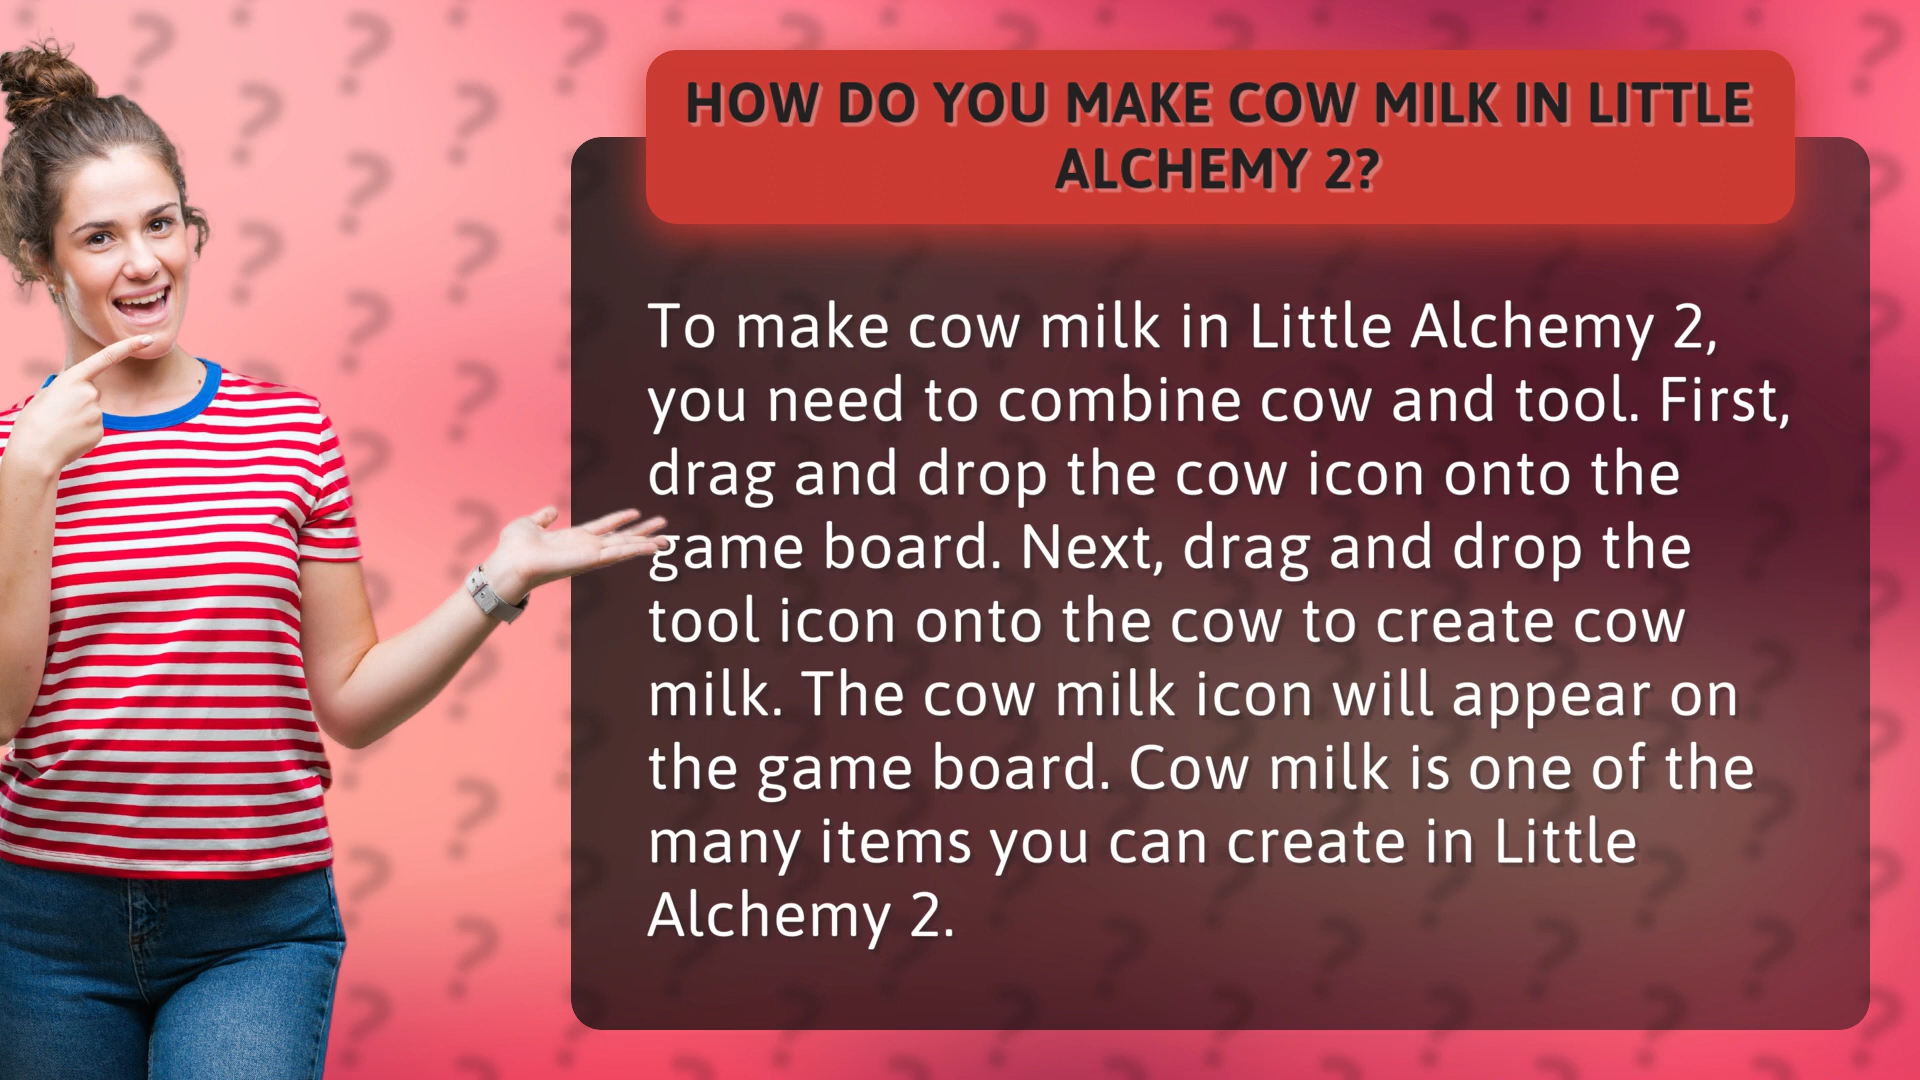 HOW DO YOU MAKE COW MILK IN LITTLE
ALCHEMY 2?
To make cow milk in Little Alchemy 2,
you need to combine cow and tool. First,
drag and drop the cow icon onto the
game board. Next, drag and drop the
tool icon onto the cow to create cow
milk. The cow milk icon will appear on
the game board. Cow milk is one of the
many items you can create in Little
Alchemy 2.